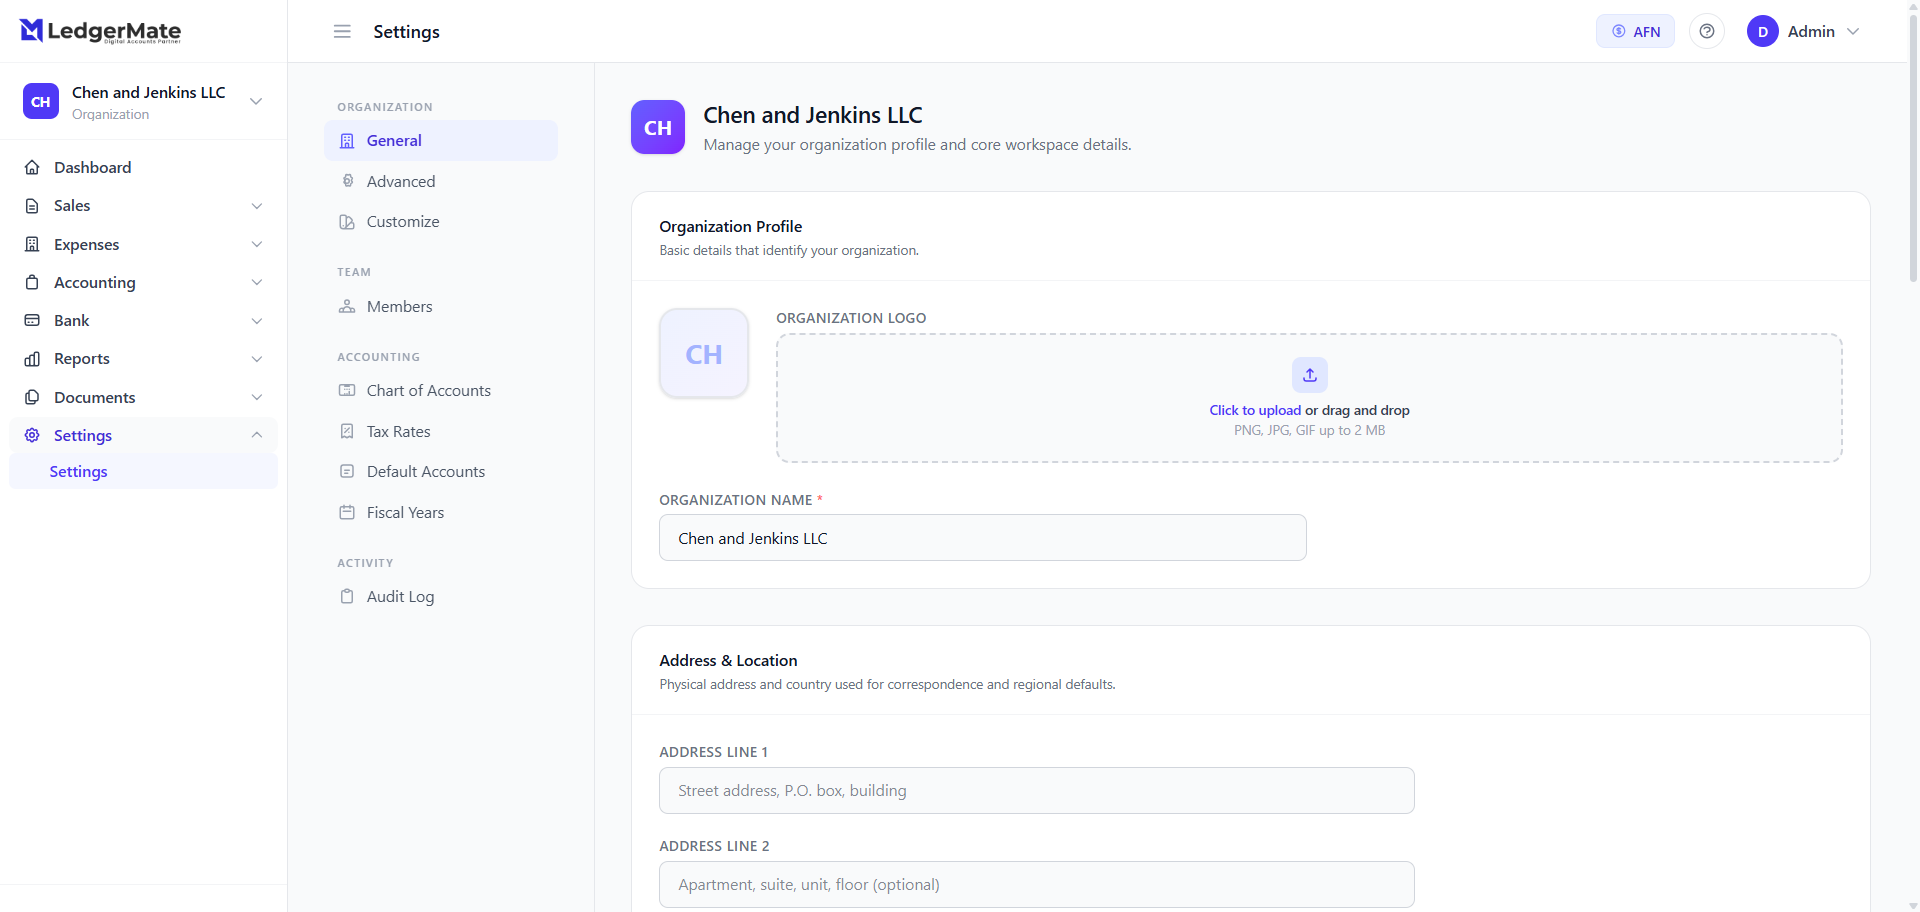 LedgerMate
Digital Accounts Partner
CH
Chen and Jenkins LLC
Organization
Dashboard
Sales
Expenses
Accounting
Bank
Reports
Documents
Settings
Settings
Settings
AFN
D
Admin
ORGANIZATION
General
Advanced
Customize
TEAM
Members
ACCOUNTING
Chart of Accounts
Tax Rates
Default Accounts
Fiscal Years
ACTIVITY
Audit Log
CH
Chen and Jenkins LLC
Manage your organization profile and core workspace details.
Organization Profile
Basic details that identify your organization.
CH
ORGANIZATION LOGO
Click to upload or drag and drop
PNG, JPG, GIF up to 2 MB
ORGANIZATION NAME *
Chen and Jenkins LLC
Address & Location
Physical address and country used for correspondence and regional defaults.
ADDRESS LINE 1
Street address, P.O. box, building
ADDRESS LINE 2
Apartment, suite, unit, floor (optional)